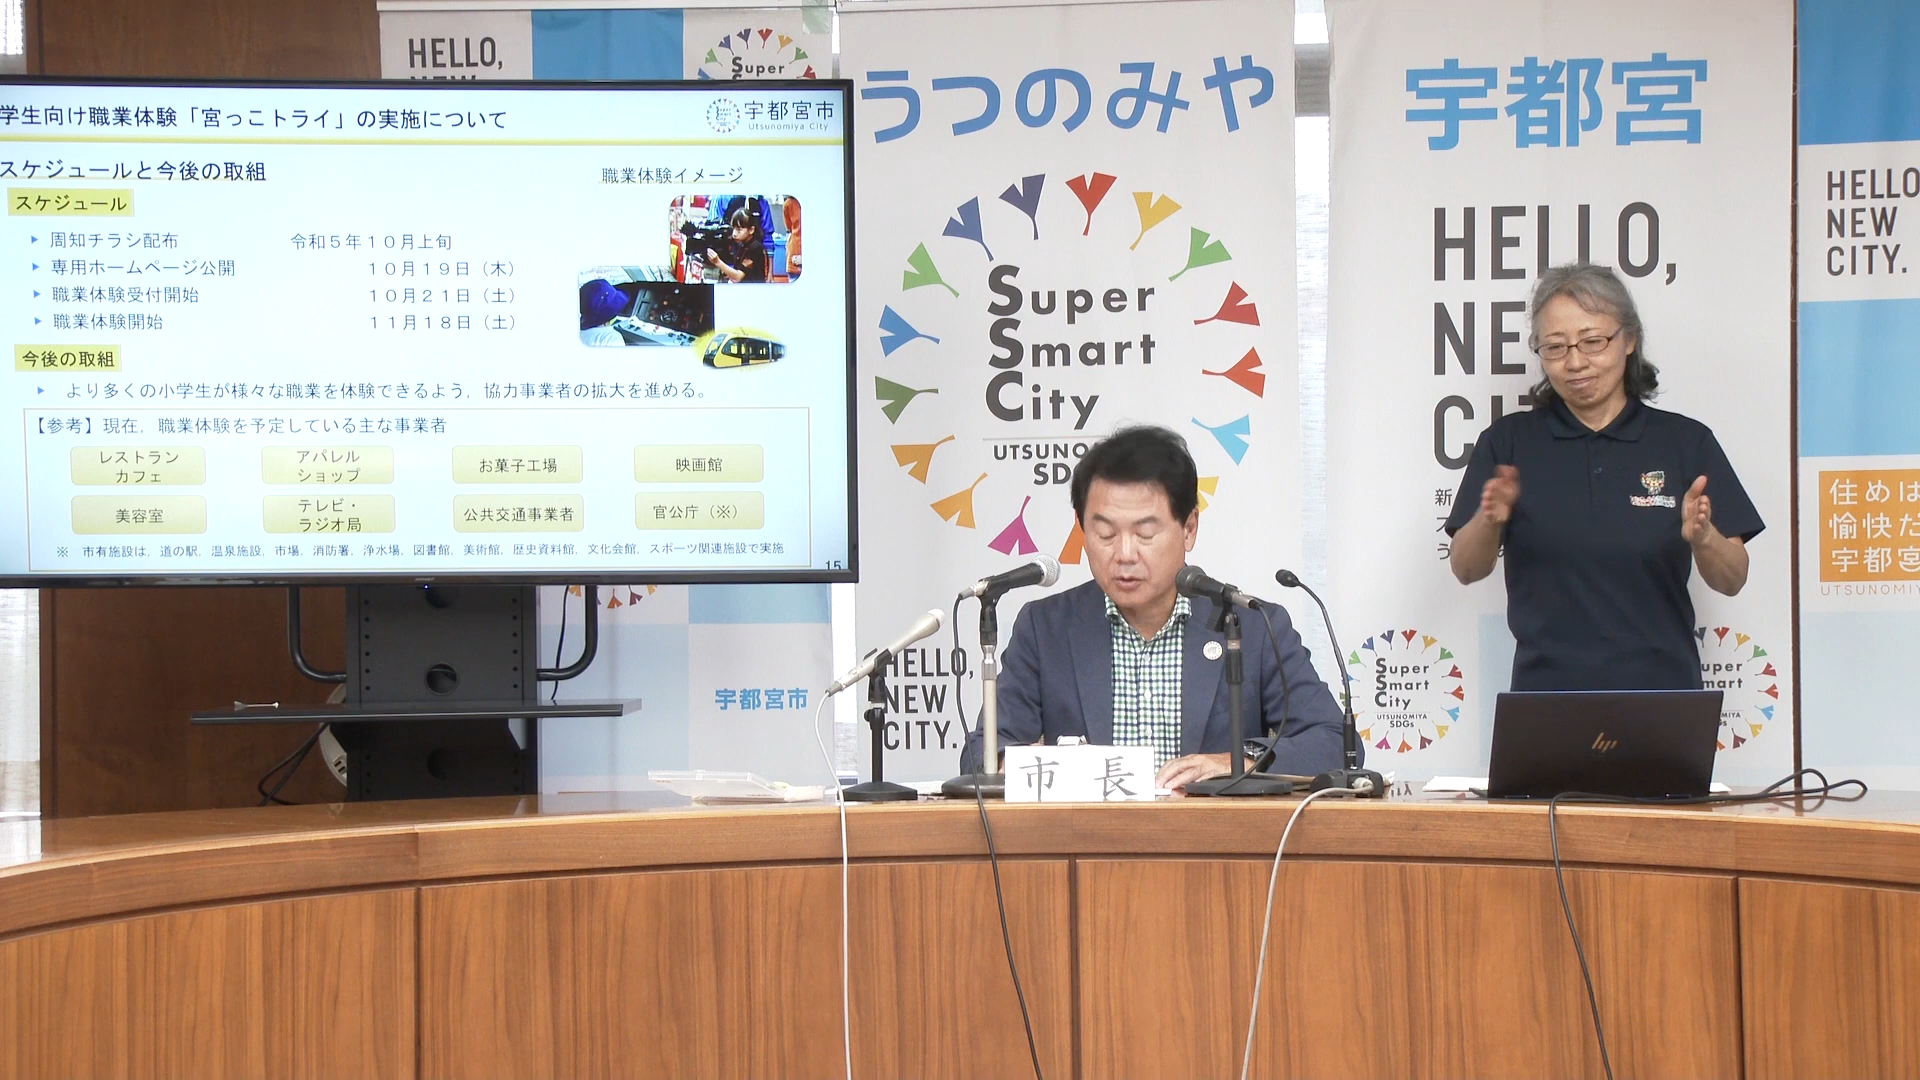 学生向け職業体験「宮っこトライ」の実施について
宇都宮市
Utsunomiya City
スケジュールと今後の取組
職業体験イメージ
スケジュール
周知チラシ配布 令和５年１０月上旬
専用ホームページ公開 １０月１９日（木）
職業体験受付開始 １０月２１日（土）
職業体験開始 １１月１８日（土）
今後の取組
より多くの小学生が様々な職業を体験できるよう，協力事業者の拡大を進める。
【参考】現在，職業体験を予定している主な事業者
レストラン
カフェ
アパレル
ショップ
お菓子工場
映画館
美容室
テレビ・
ラジオ局
公共交通事業者
官公庁（※）
※ 市有施設は，道の駅，温泉施設，市場，消防署，浄水場，図書館，美術館，歴史資料館，文化会館，スポーツ関連施設で実施
15
HELLO,
Super
宇都宮市
うつのみや
Super
Smart
City
HELLO,
NEW
CITY.
市 長
宇都宮
HELLO,
NE
新
Super
Smart
City
UTSUNOMIYA
SDGs
HELLO
NEW
CITY.
住めば
愉快だ
宇都宮